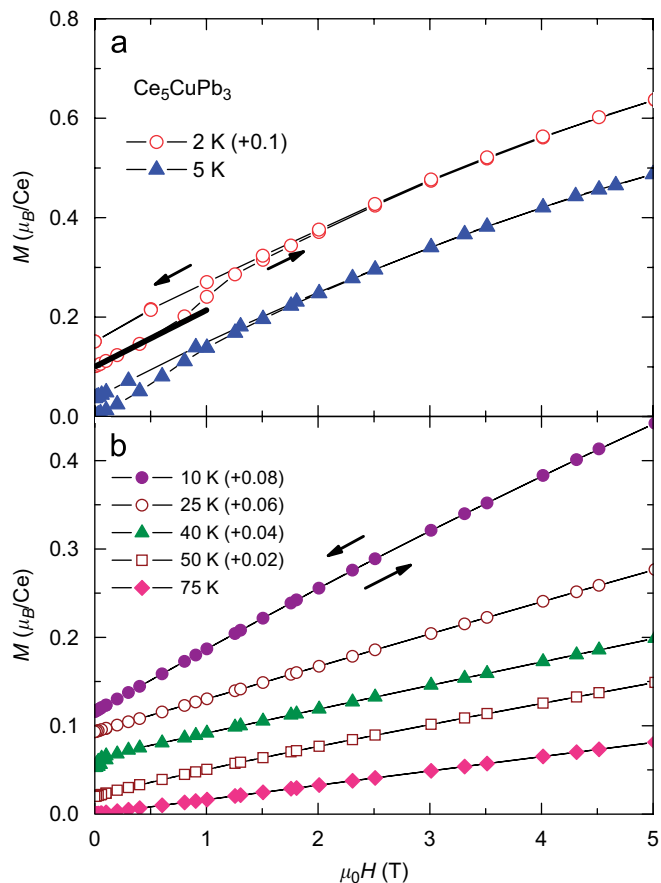 a
Ce₅CuPb₃
2 K (+0.1)
5 K
M (μB/Ce)
0.8
0.6
0.4
0.2
0.0
b
10 K (+0.08)
25 K (+0.06)
40 K (+0.04)
50 K (+0.02)
75 K
M (μB/Ce)
0.4
0.3
0.2
0.1
0.0
0 1 2 3 4 5
μ₀H (T)